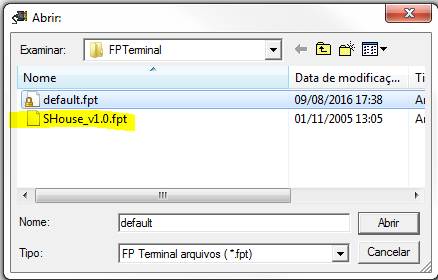 Abrir:
Examinar: FPTerminal
Nome Data de modificaç... Ti
default.fpt 09/08/2016 17:38 Ar
SHouse_v1.0.fpt 01/11/2005 13:05 Ar
Nome: default Abrir
Tipo: FP Terminal arquivos ( *.fpt) Cancelar